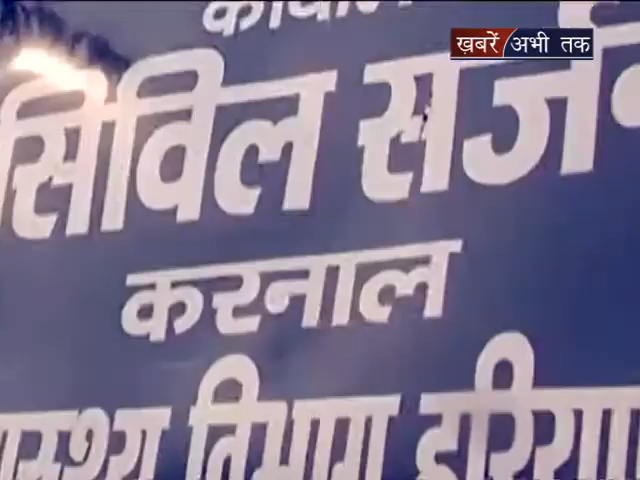 ख़बरें अभी तक
सिविल सर्जन
करनाल
विभाग